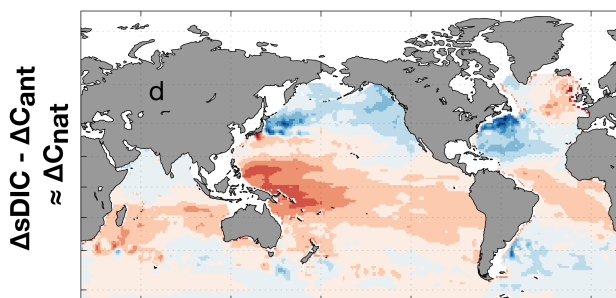 ΔsDIC - ΔCant
≈ ΔCnat
d